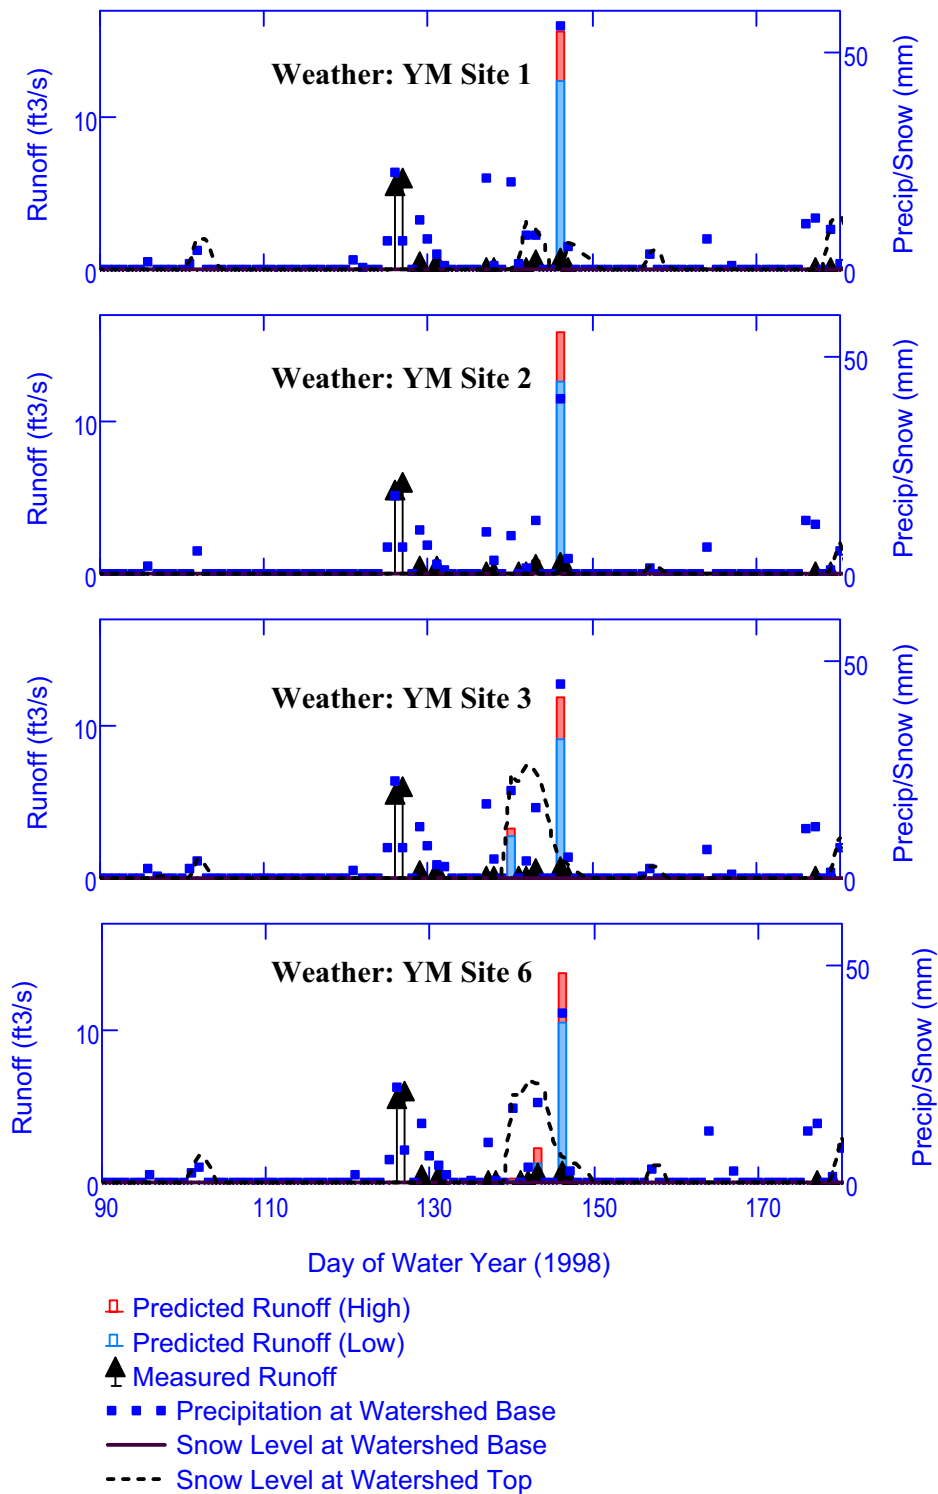 Weather: YM Site 1
Runoff (ft3/s)
Precip/Snow (mm)
10
0
50
0
Weather: YM Site 2
Runoff (ft3/s)
Precip/Snow (mm)
10
0
50
0
Weather: YM Site 3
Runoff (ft3/s)
Precip/Snow (mm)
10
0
50
0
Weather: YM Site 6
Runoff (ft3/s)
Precip/Snow (mm)
10
0
50
0
90 110 130 150 170
Day of Water Year (1998)
Predicted Runoff (High)
Predicted Runoff (Low)
Measured Runoff
Precipitation at Watershed Base
Snow Level at Watershed Base
Snow Level at Watershed Top